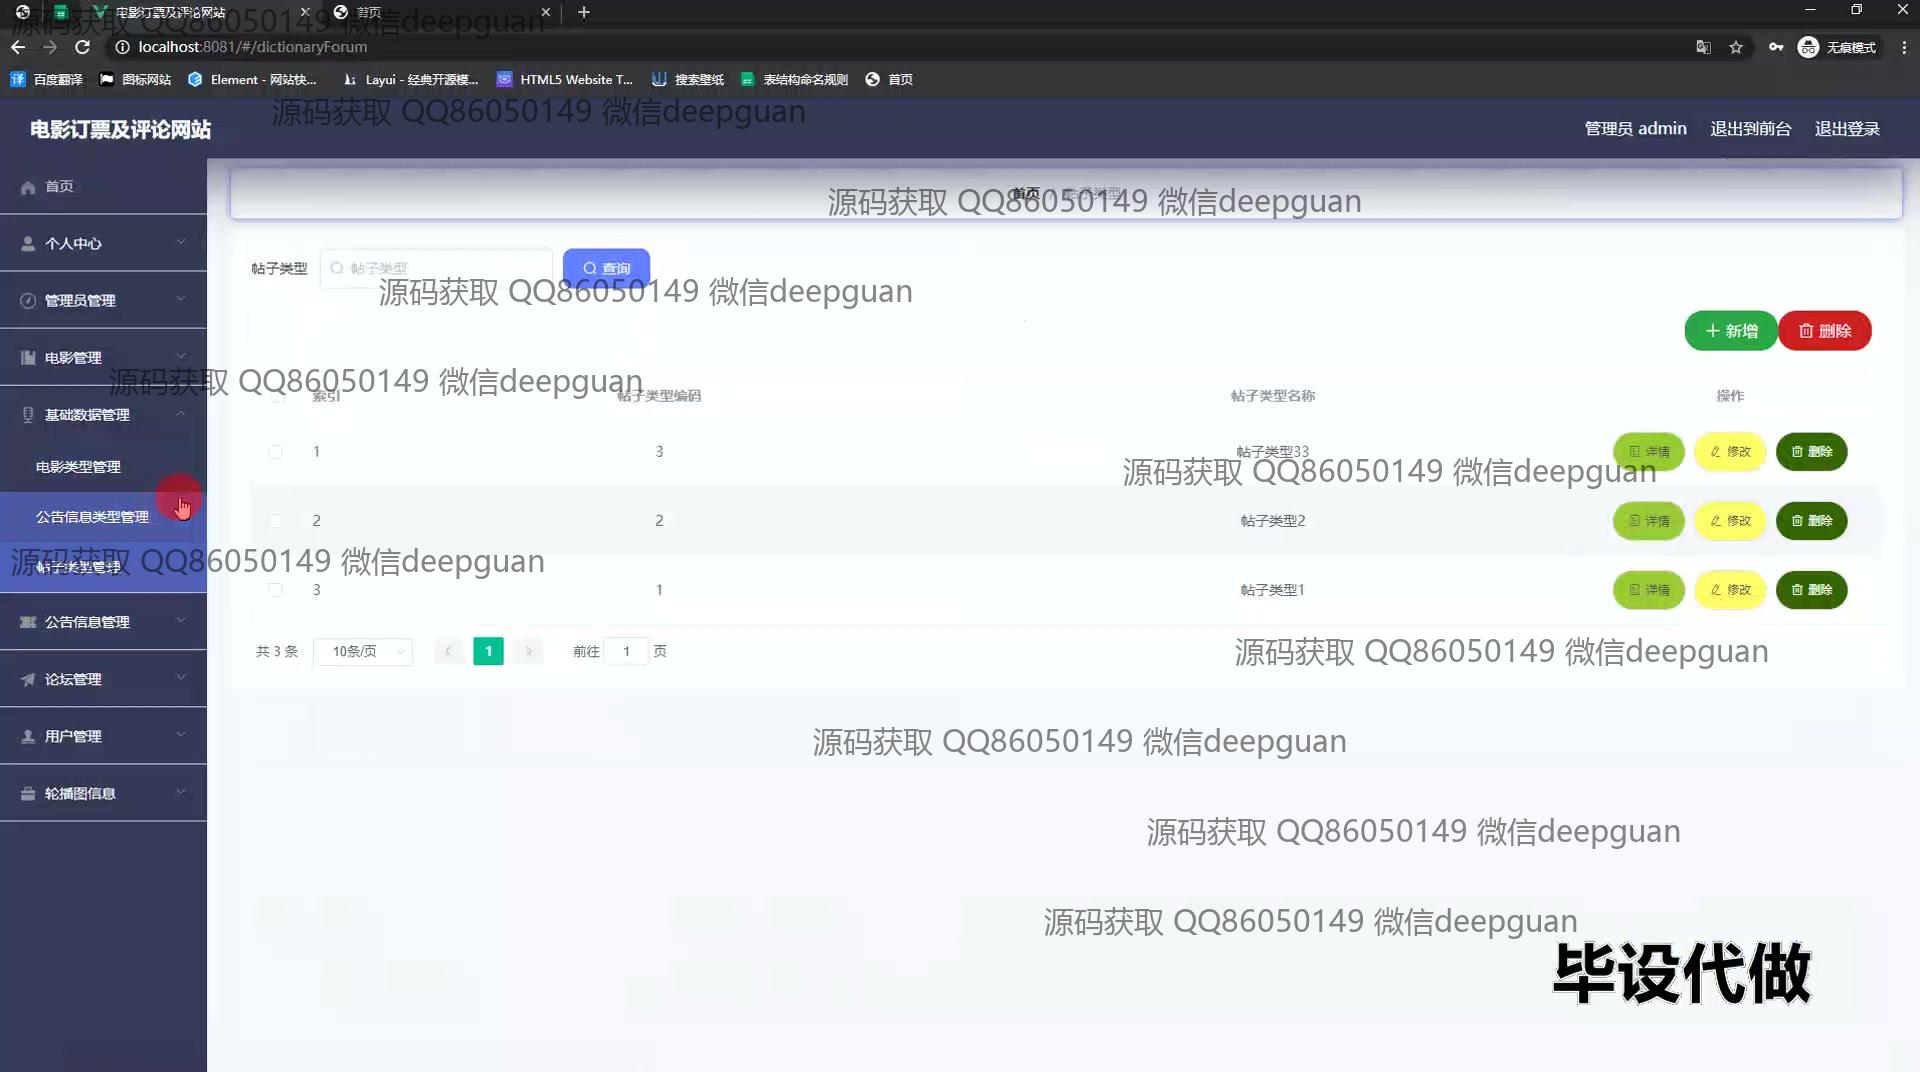 电影订票及评论网站
首页
源码获取 QQ86050149 微信deepguan
localhost:8081/#/dictionaryForum
无痕模式
百度翻译 图标网站 Element - 网站快... Layui - 经典开源模... HTML5 Website T... 搜索壁纸 表结构命名规则 首页
源码获取 QQ86050149 微信deepguan
电影订票及评论网站
管理员 admin 退出到前台 退出登录
首页
个人中心
管理员管理
电影管理
基础数据管理
电影类型管理
公告信息类型管理
帖子类型管理
公告信息管理
论坛管理
用户管理
轮播图信息
首页 帖子类型
源码获取 QQ86050149 微信deepguan
帖子类型 帖子类型 查询
源码获取 QQ86050149 微信deepguan
新增 删除
源码获取 QQ86050149 微信deepguan
索引 帖子类型编码 帖子类型名称 操作
1 3 帖子类型33 详情 修改 删除
源码获取 QQ86050149 微信deepguan
2 2 帖子类型2 详情 修改 删除
源码获取 QQ86050149 微信deepguan
3 1 帖子类型1 详情 修改 删除
共 3 条 10条/页 1 前往 1 页
源码获取 QQ86050149 微信deepguan
源码获取 QQ86050149 微信deepguan
源码获取 QQ86050149 微信deepguan
源码获取 QQ86050149 微信deepguan
毕设代做